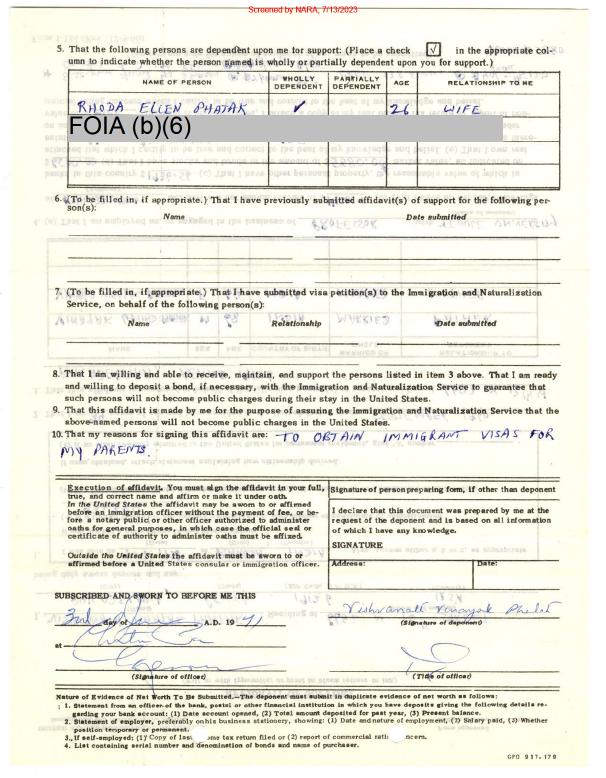 Screened by NARA, 7/13/2023
5. That the following persons are dependent upon me for support: (Place a check √ in the appropriate col-
umn to indicate whether the person named is wholly or partially dependent upon you for support.)
NAME OF PERSON WHOLLY DEPENDENT PARTIALLY DEPENDENT AGE RELATIONSHIP TO ME
RHODA ELLEN PHATAK ✓ 26 WIFE
FOIA (b)(6)
6. (To be filled in, if appropriate.) That I have previously submitted affidavit(s) of support for the following per-
son(s):
Name Date submitted
7. (To be filled in, if appropriate.) That I have submitted visa petition(s) to the Immigration and Naturalization
Service, on behalf of the following person(s):
Name Relationship Date submitted
8. That I am willing and able to receive, maintain, and support the persons listed in item 3 above. That I am ready
and willing to deposit a bond, if necessary, with the Immigration and Naturalization Service to guarantee that
such persons will not become public charges during their stay in the United States.
9. That this affidavit is made by me for the purpose of assuring the Immigration and Naturalization Service that the
above-named persons will not become public charges in the United States.
10. That my reasons for signing this affidavit are: TO OBTAIN IMMIGRANT VISAS FOR
MY PARENTS.
Execution of affidavit. You must sign the affidavit in your full,
true, and correct name and affirm or make it under oath.
In the United States the affidavit may be sworn to or affirmed
before an immigration officer without the payment of fee, or be-
fore a notary public or other officer authorized to administer
oaths for general purposes, in which case the official seal or
certificate of authority to administer oaths must be affixed.
Outside the United States the affidavit must be sworn to or
affirmed before a United States consular or immigration officer.
Signature of person preparing form, if other than deponent
I declare that this document was prepared by me at the
request of the deponent and is based on all information
of which I have any knowledge.
SIGNATURE
Address: Date:
SUBSCRIBED AND SWORN TO BEFORE ME THIS
3rd day of A.D. 1971
Vishvanath Vinayak Phatak
(Signature of deponent)
at
(Signature of officer) (Title of officer)
Nature of Evidence of Net Worth To Be Submitted.—The deponent must submit in duplicate evidence of net worth as follows:
1. Statement from an officer of the bank, postal or other financial institution in which you have deposits giving the following details re-
garding your bank account: (1) Date account opened, (2) Total amount deposited for past year, (3) Present balance.
2. Statement of employer, preferably on his business stationery, showing: (1) Date and nature of employment, (2) Salary paid, (3) Whether
position temporary or permanent.
3. If self-employed: (1) Copy of last ome tax return filed or (2) report of commercial rati cern.
4. List containing serial number and denomination of bonds and name of purchaser.
GPO 917-179